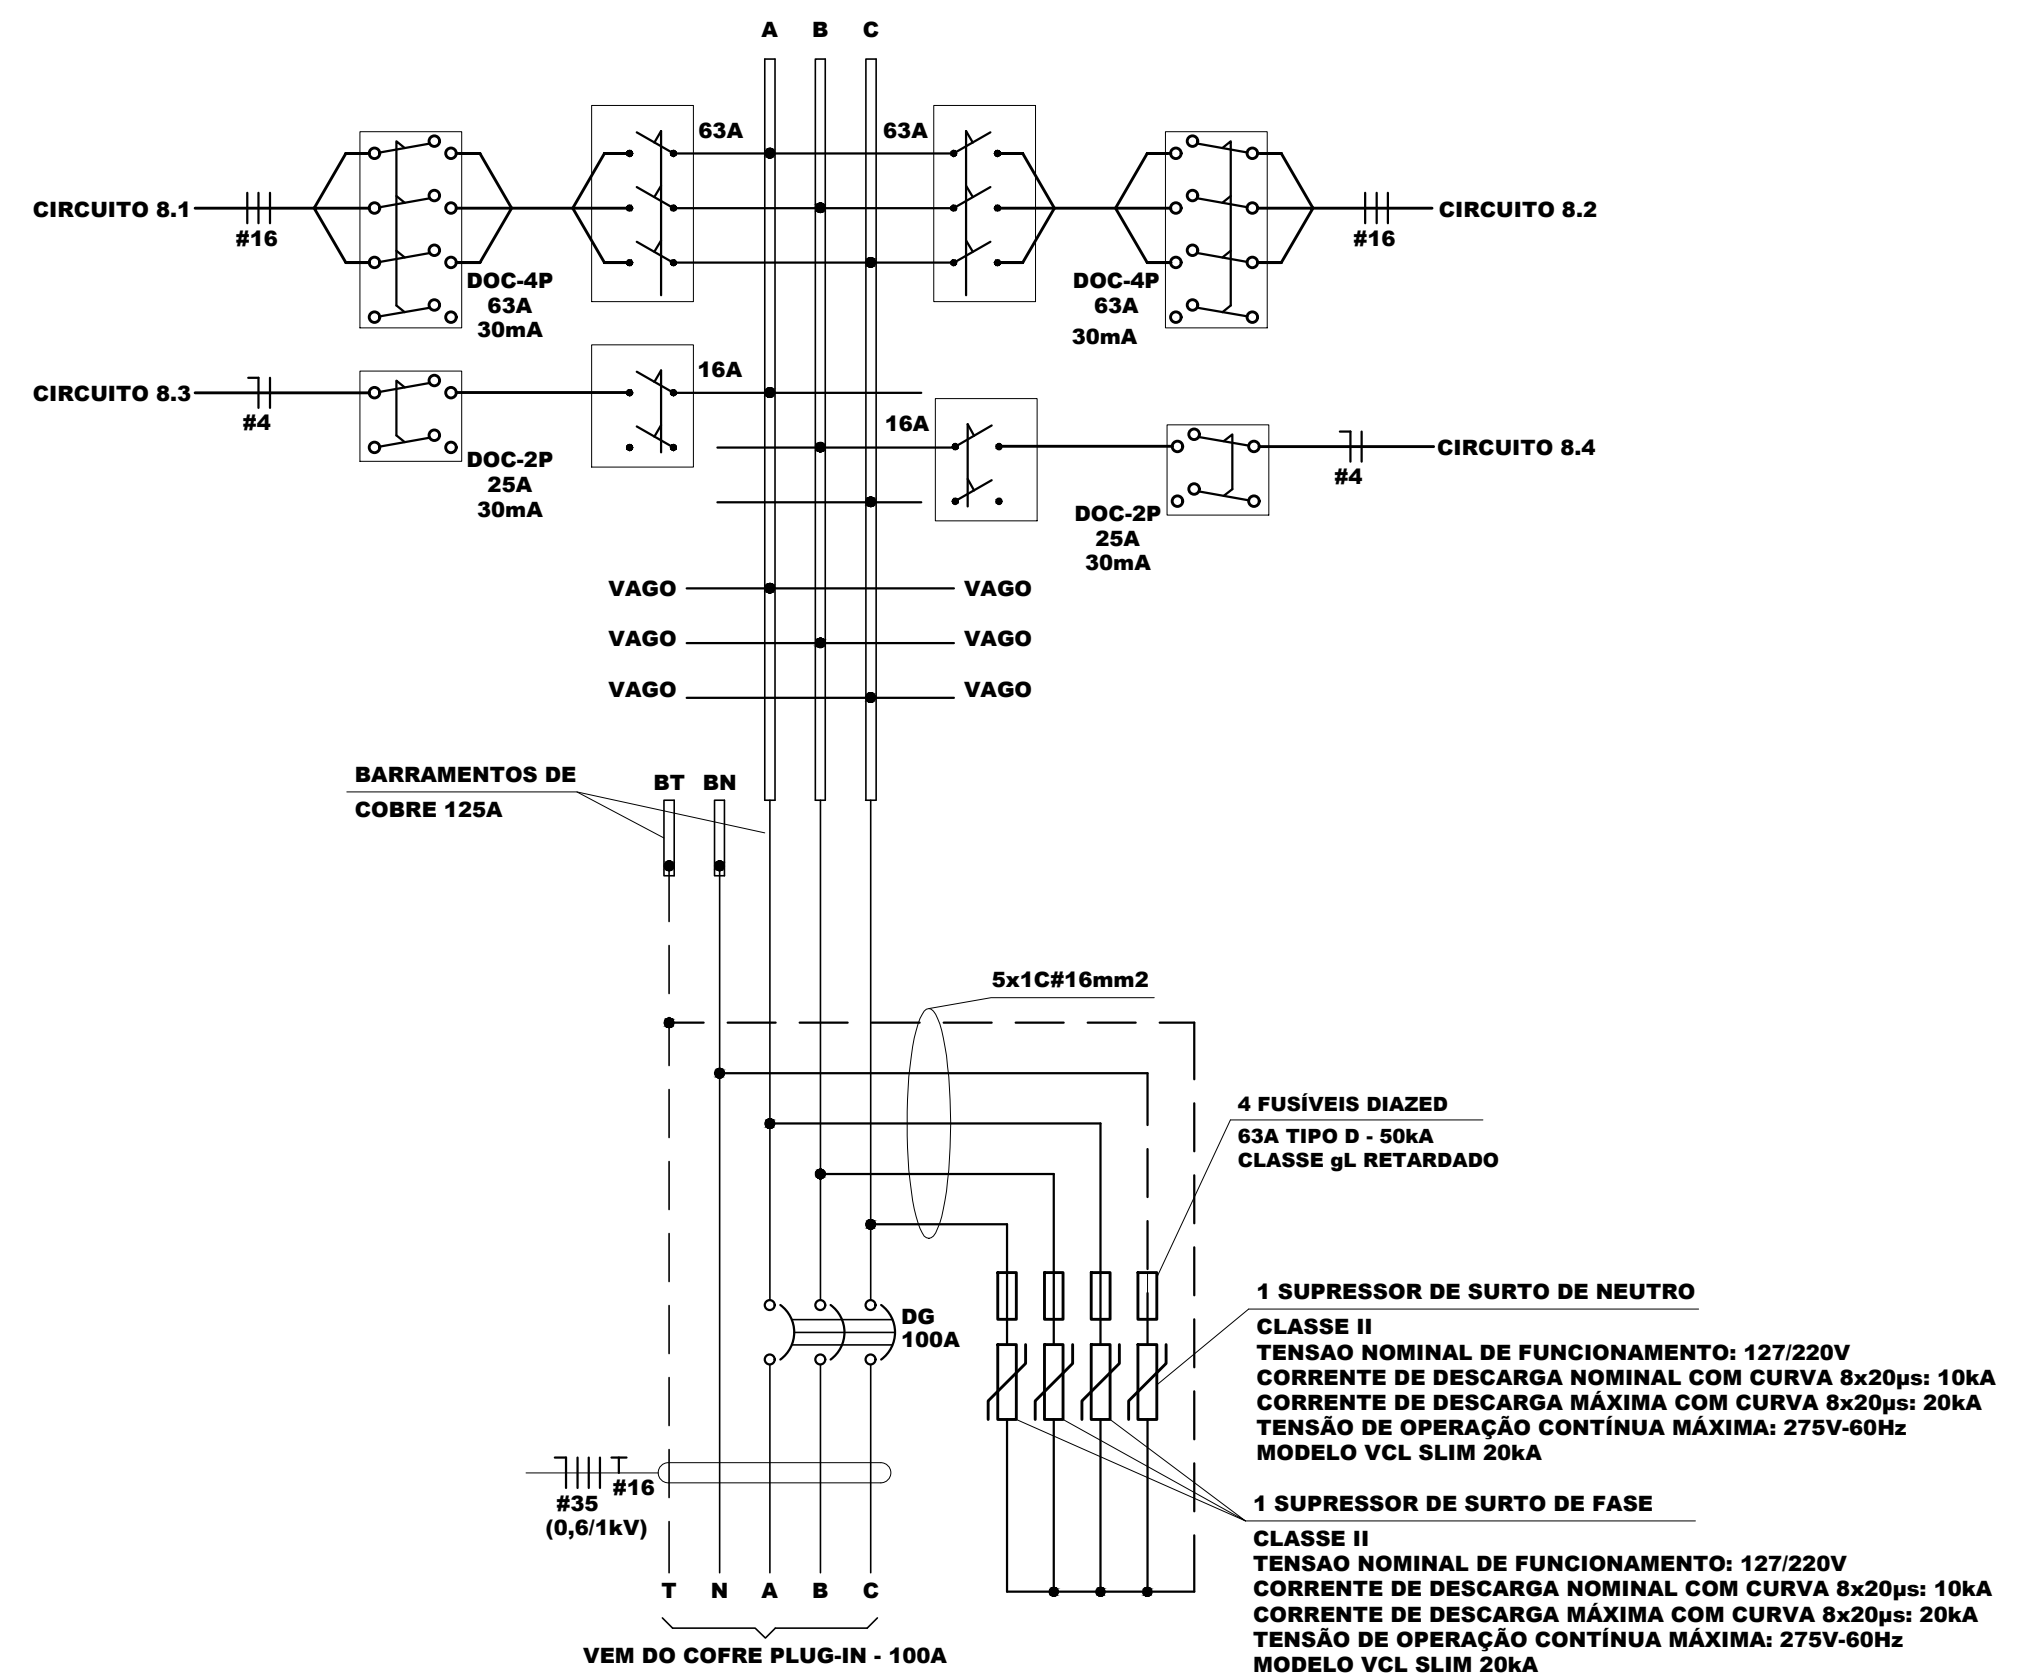 A B C
63A
63A
CIRCUITO 8.1
#16
DOC-4P
63A
30mA
CIRCUITO 8.2
#16
DOC-4P
63A
30mA
CIRCUITO 8.3
#4
DOC-2P
25A
30mA
16A
16A
CIRCUITO 8.4
#4
DOC-2P
25A
30mA
VAGO VAGO
VAGO VAGO
VAGO VAGO
BARRAMENTOS DE
COBRE 125A
BT BN
5x1C#16mm2
4 FUSÍVEIS DIAZED
63A TIPO D - 50kA
CLASSE gL RETARDADO
DG
100A
1 SUPRESSOR DE SURTO DE NEUTRO
CLASSE II
TENSAO NOMINAL DE FUNCIONAMENTO: 127/220V
CORRENTE DE DESCARGA NOMINAL COM CURVA 8x20µs: 10kA
CORRENTE DE DESCARGA MÁXIMA COM CURVA 8x20µs: 20kA
TENSÃO DE OPERAÇÃO CONTÍNUA MÁXIMA: 275V-60Hz
MODELO VCL SLIM 20kA
#16
#35
(0,6/1kV)
1 SUPRESSOR DE SURTO DE FASE
CLASSE II
TENSAO NOMINAL DE FUNCIONAMENTO: 127/220V
CORRENTE DE DESCARGA NOMINAL COM CURVA 8x20µs: 10kA
CORRENTE DE DESCARGA MÁXIMA COM CURVA 8x20µs: 20kA
TENSÃO DE OPERAÇÃO CONTÍNUA MÁXIMA: 275V-60Hz
MODELO VCL SLIM 20kA
T N A B C
VEM DO COFRE PLUG-IN - 100A